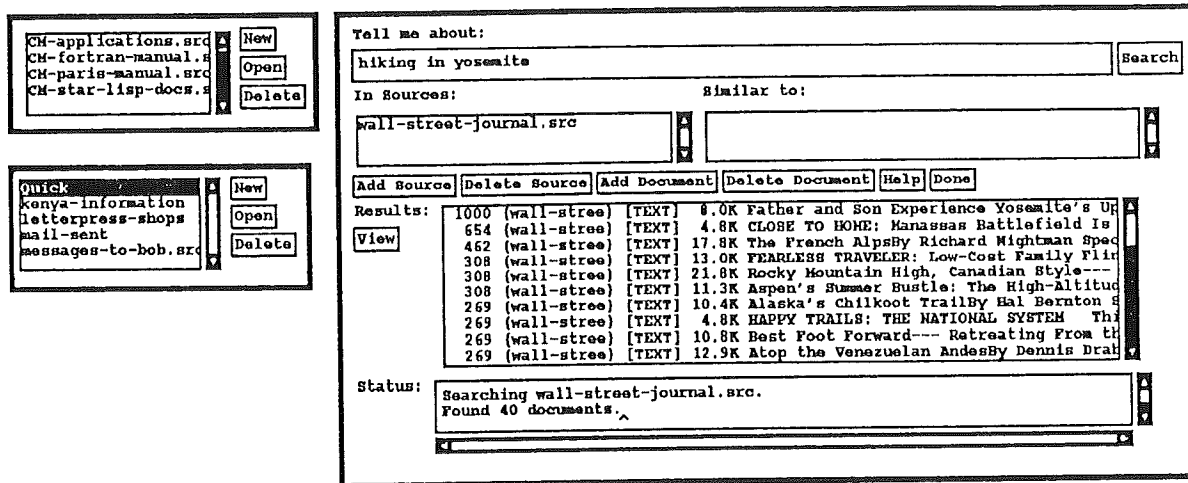 CM-applications.src
CM-fortran-manual.s
CM-paris-manual.src
CM-star-lisp-docs.s
New
Open
Delete
Quick
kenya-information
letterpress-shops
mail-sent
messages-to-bob.src
New
Open
Delete
Tell me about:
hiking in yosemite
Search
In Sources:
Similar to:
wall-street-journal.src
Add Source Delete Source Add Document Delete Document Help Done
Results:
View
1000 (wall-stree) [TEXT] 8.0K Father and Son Experience Yosemite's Up
654 (wall-stree) [TEXT] 4.8K CLOSE TO HOME: Manassas Battlefield Is
462 (wall-stree) [TEXT] 17.8K The French AlpsBy Richard Nightman Spec
308 (wall-stree) [TEXT] 13.0K FEARLESS TRAVELER: Low-Cost Family Flin
308 (wall-stree) [TEXT] 21.8K Rocky Mountain High, Canadian Style---
308 (wall-stree) [TEXT] 11.3K Aspen's Summer Bustle: The High-Altitud
269 (wall-stree) [TEXT] 10.4K Alaska's Chilkoot TrailBy Hal Bernton S
269 (wall-stree) [TEXT] 4.8K HAPPY TRAILS: THE NATIONAL SYSTEM Thi
269 (wall-stree) [TEXT] 10.8K Best Foot Forward--- Retreating From th
269 (wall-stree) [TEXT] 12.9K Atop the Venezuelan AndesBy Dennis Drab
Status:
Searching wall-street-journal.src.
Found 40 documents.